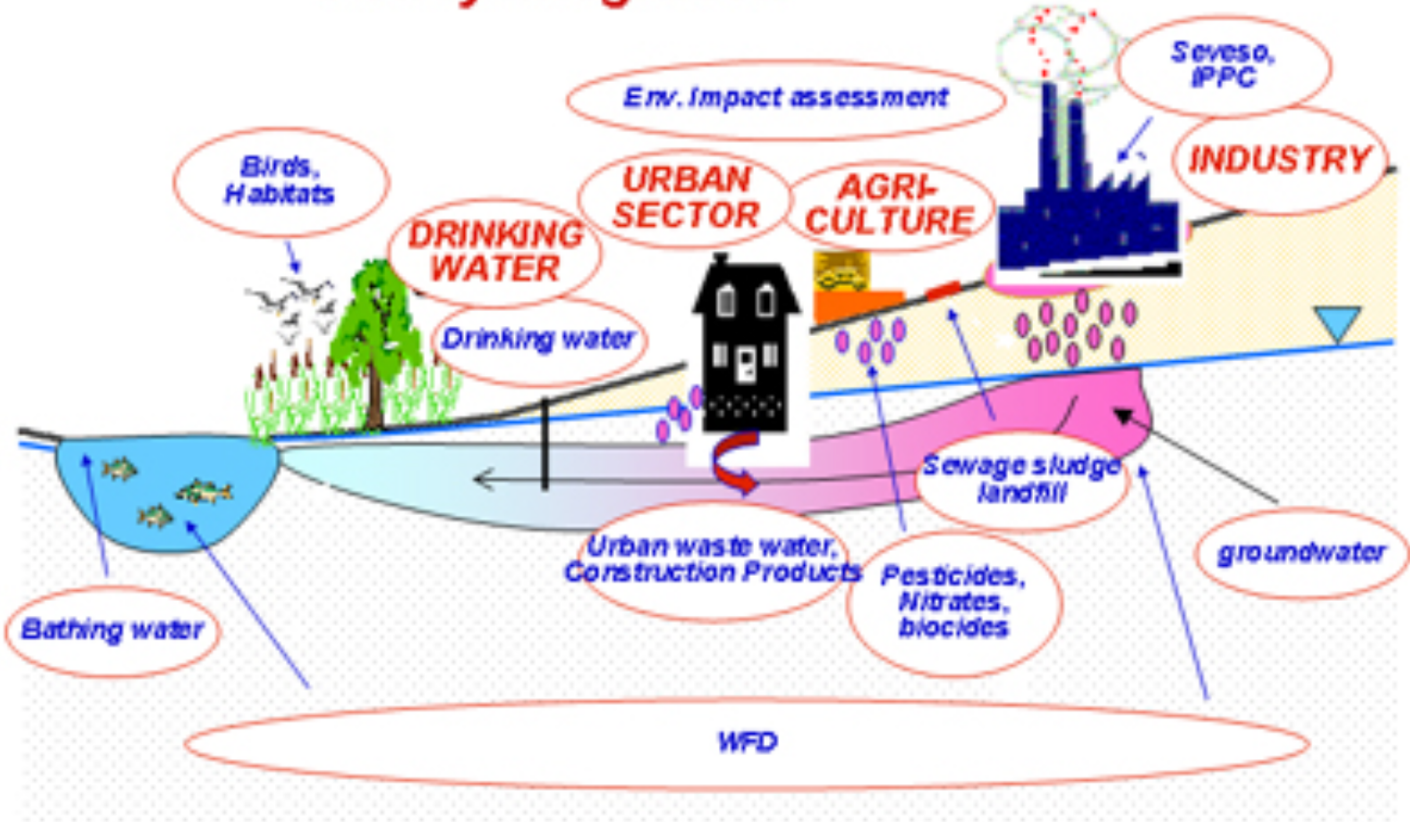 Seveso,
IPPC
Env. Impact assessment
INDUSTRY
Birds,
Habitats
URBAN
SECTOR
AGRI-
CULTURE
DRINKING
WATER
Drinking water
Sewage sludge
landfill
Urban waste water,
Construction Products
groundwater
Pesticides,
Nitrates,
biocides
Bathing water
WFD